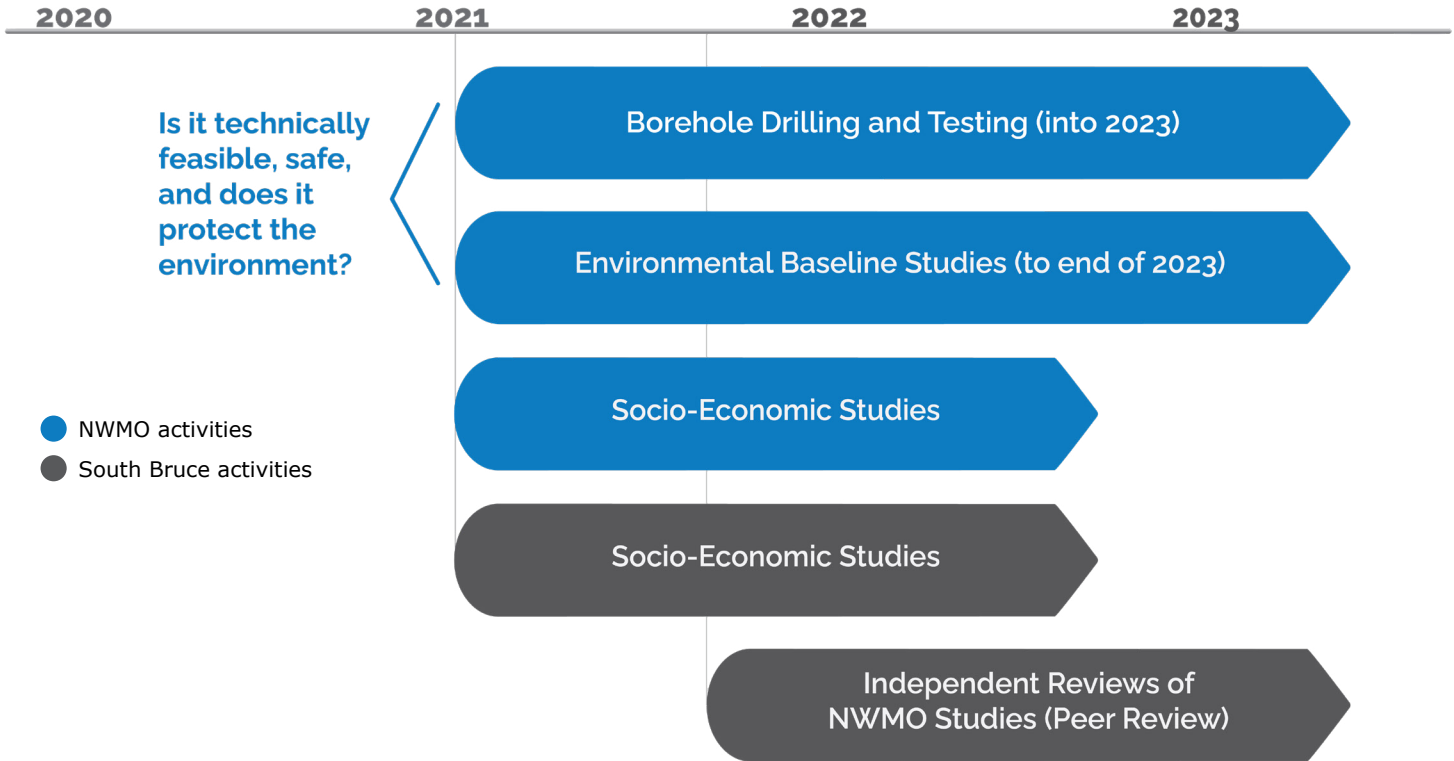 2020 2021 2022 2023
Is it technically
feasible, safe,
and does it
protect the
environment?
Borehole Drilling and Testing (into 2023)
Environmental Baseline Studies (to end of 2023)
Socio-Economic Studies
NWMO activities
South Bruce activities
Socio-Economic Studies
Independent Reviews of
NWMO Studies (Peer Review)